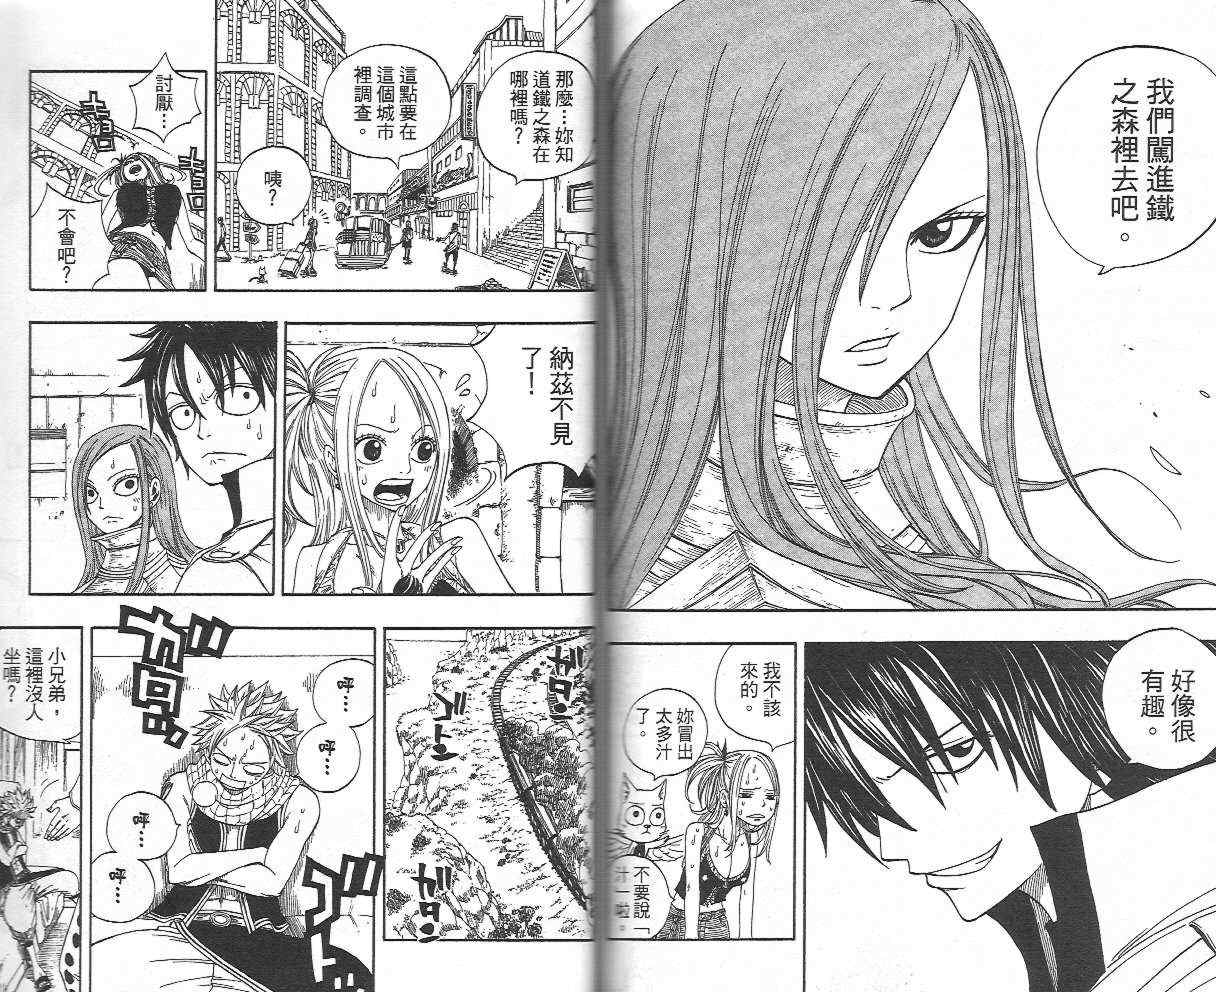 我們闖進鐵
之森裡去吧。
好像很
有趣。
我不該
來的。
妳冒出
太多汁
了。
不要說「
汁一啦。
那麼…妳知
道鐵之森在
哪裡嗎？
這點要在
這個城市
裡調查。
咦？
討厭…
不會吧？
納茲不見
了！
呼…
呼…
呼…
呼…
小兄弟，
這裡沒人
坐嗎？